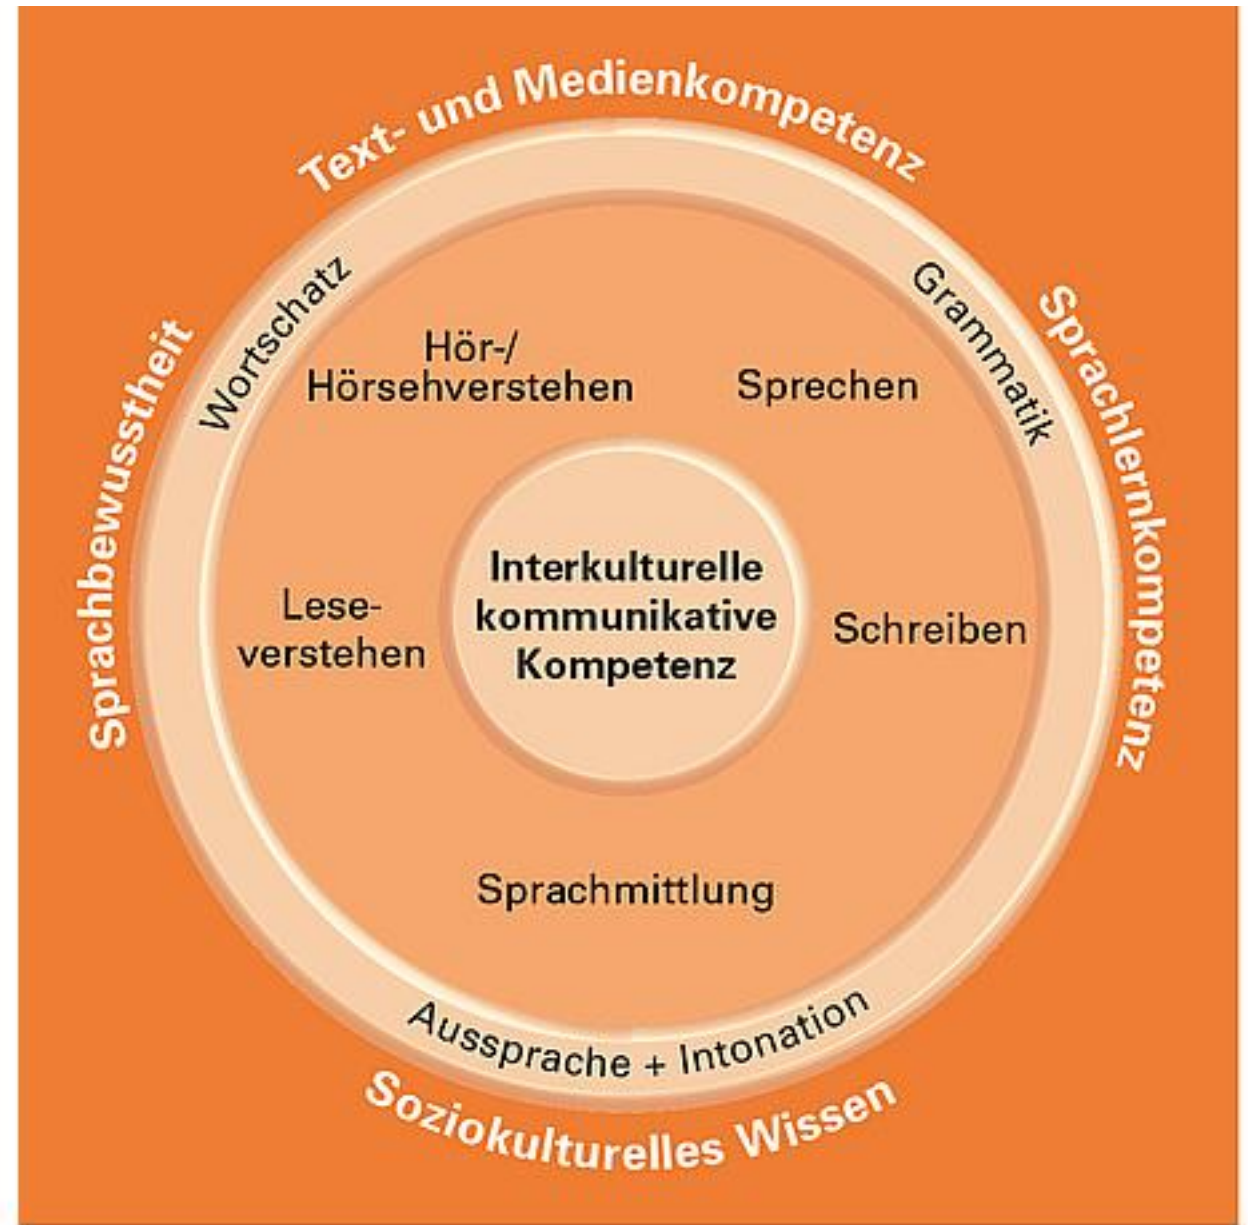 Text- und Medienkompetenz
Sprachbewusstheit
Sprachlernkompetenz
Wortschatz
Grammatik
Hör-/
Hörsehverstehen
Sprechen
Interkulturelle
kommunikative
Kompetenz
Lese-
verstehen
Schreiben
Sprachmittlung
Aussprache + Intonation
Soziokulturelles Wissen